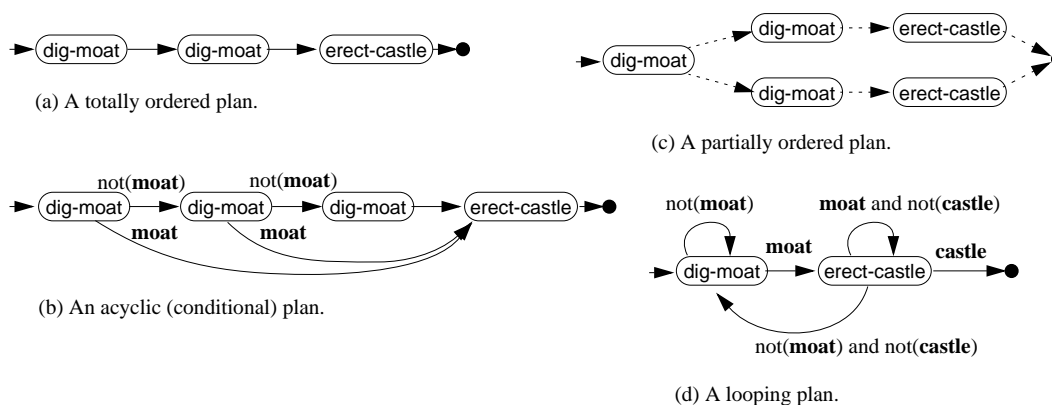 dig-moat dig-moat erect-castle
(a) A totally ordered plan.
not(moat) not(moat)
dig-moat dig-moat dig-moat erect-castle
moat moat
(b) An acyclic (conditional) plan.
dig-moat erect-castle
dig-moat
dig-moat erect-castle
(c) A partially ordered plan.
not(moat) moat and not(castle)
moat castle
dig-moat erect-castle
not(moat) and not(castle)
(d) A looping plan.